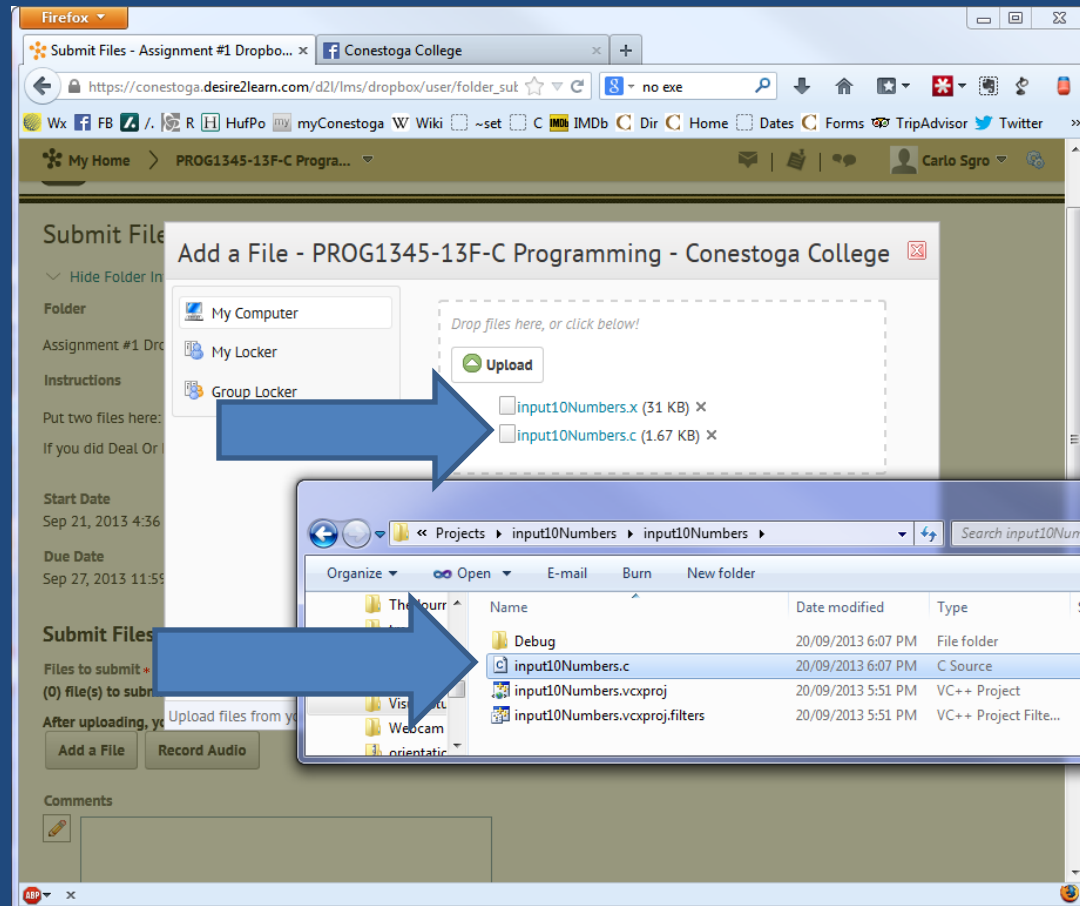 Firefox
Submit Files - Assignment #1 Dropbo... × Conestoga College × +
https://conestoga.desire2learn.com/d2l/lms/dropbox/user/folder_sub 8 no exe
Wx FB /. R HufPo my myConestoga W Wiki ~set C IMDb IMDb C Dir C Home Dates C Forms TripAdvisor Twitter »
My Home PROG1345-13F-C Progra... Carlo Sgro
Submit File
Add a File - PROG1345-13F-C Programming - Conestoga College
Hide Folder In
Folder
Assignment #1 Dro
Instructions
Put two files here:
If you did Deal Or
Start Date
Sep 21, 2013 4:36
Due Date
Sep 27, 2013 11:59
Submit Files
Files to submit *
(0) file(s) to subm
After uploading, yo
Add a File Record Audio
Comments
My Computer
My Locker
Group Locker
Drop files here, or click below!
Upload
input10Numbers.x (31 KB) ×
input10Numbers.c (1.67 KB) ×
Upload files from yo
« Projects input10Numbers input10Numbers Search input10Num
Organize Open E-mail Burn New folder
Name Date modified Type
Debug 20/09/2013 6:07 PM File folder
input10Numbers.c 20/09/2013 6:07 PM C Source
input10Numbers.vcxproj 20/09/2013 5:51 PM VC++ Project
input10Numbers.vcxproj.filters 20/09/2013 5:51 PM VC++ Project Filte...
Webcam
orientatic
ABP ×